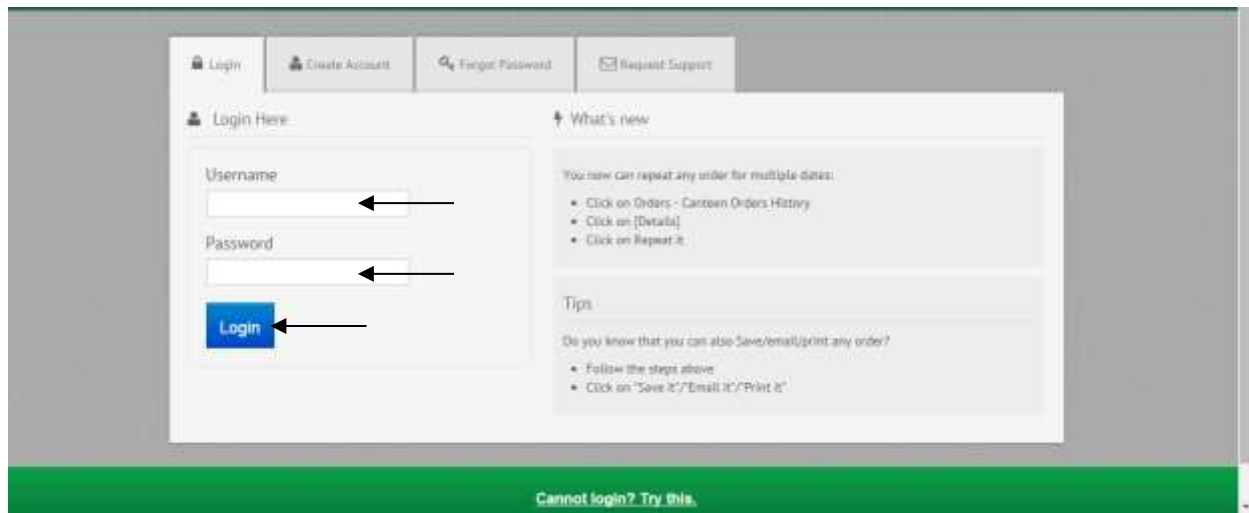 Login
Create Account
Forgot Password
Request Support
Login Here
Username
Password
Login
What's new
You now can repeat any order for multiple dates:
• Click on Orders - Canteen Orders History
• Click on [Details]
• Click on Repeat it
Tips
Do you know that you can also Save/email/print any order?
• Follow the steps above
• Click on "Save it"/"Email it"/"Print it"
Cannot login? Try this.